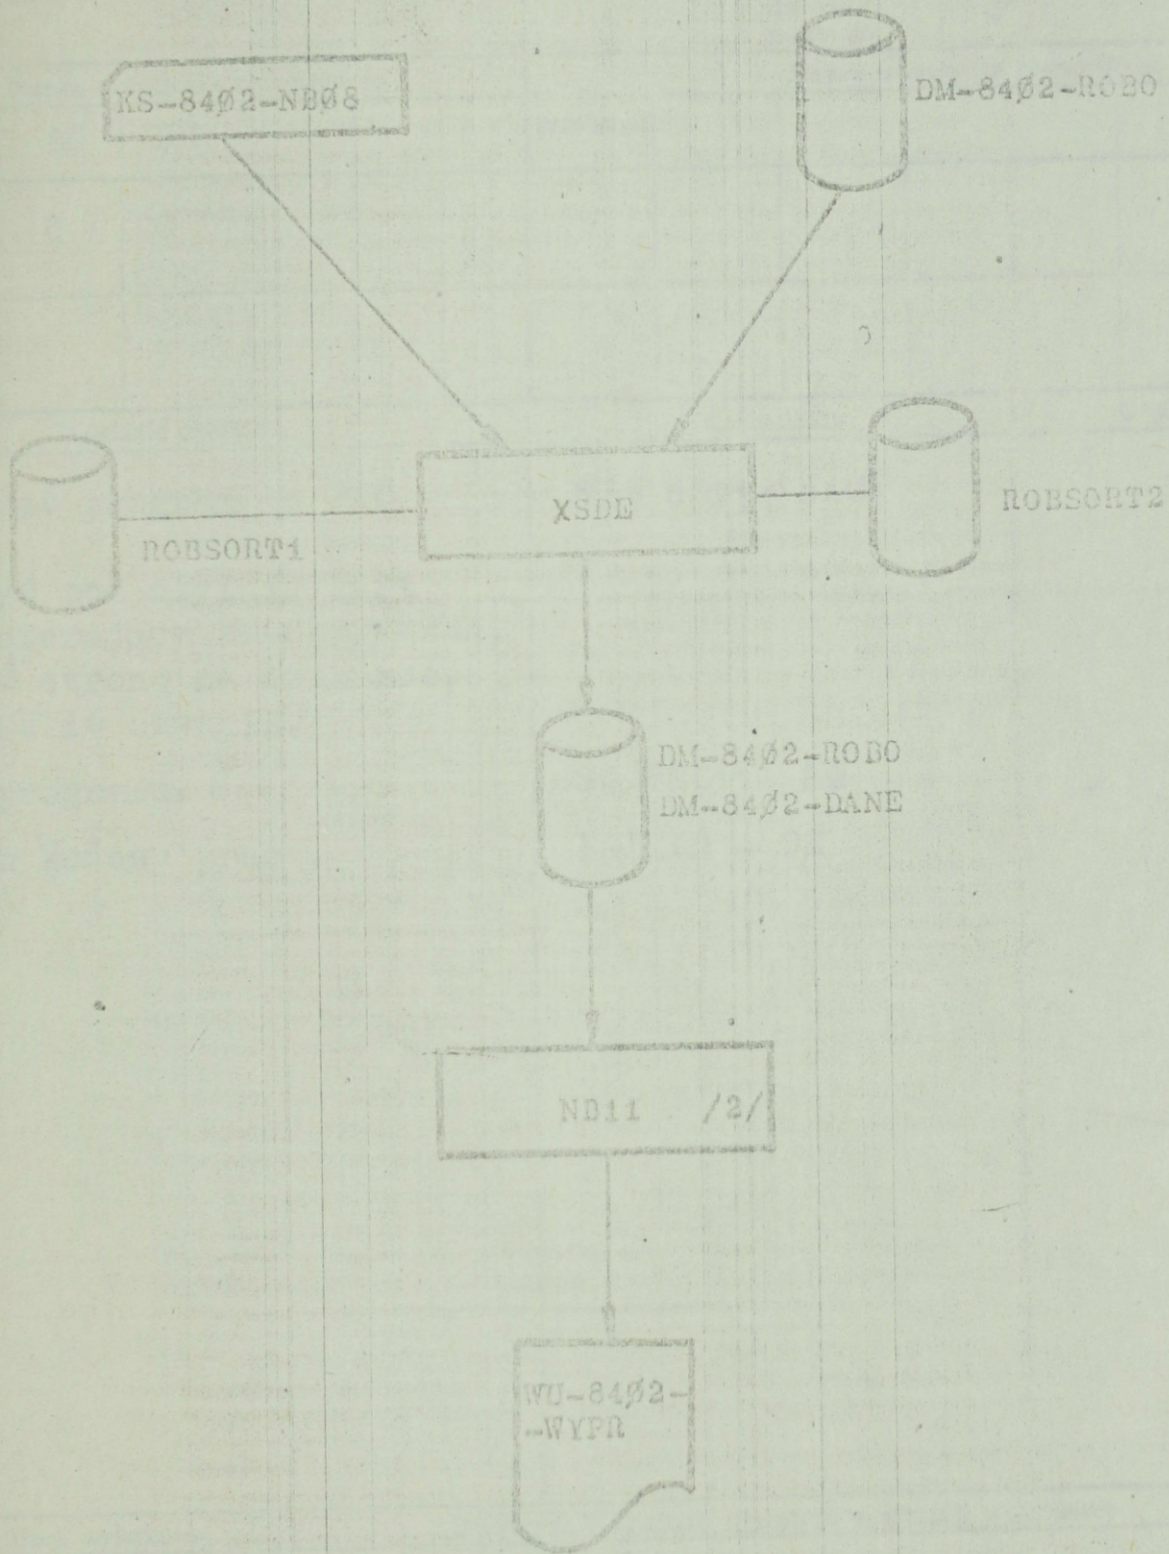 KS-84Ø2-NBØ8
DM-84Ø2-ROBO
XSDE
ROBSORT1
ROBSORT2
DM-84Ø2-ROBO
DM-84Ø2-DANE
NB11 /2/
WU-84Ø2-
-WYPR